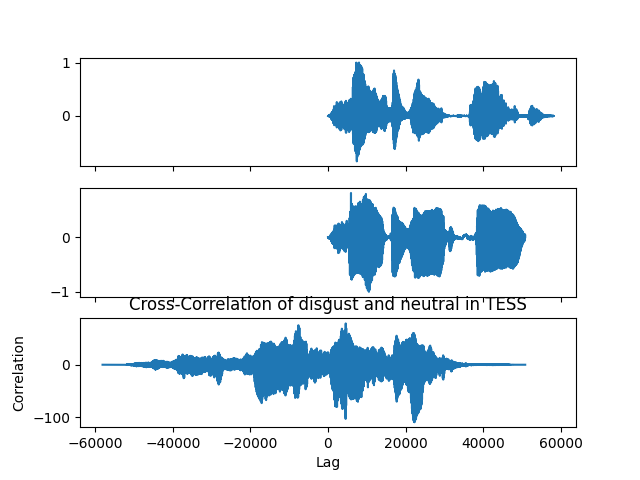 1
0
0
−1
Cross-Correlation of disgust and neutral in TESS
0
−100
Correlation
−60000 −40000 −20000 0 20000 40000 60000
Lag